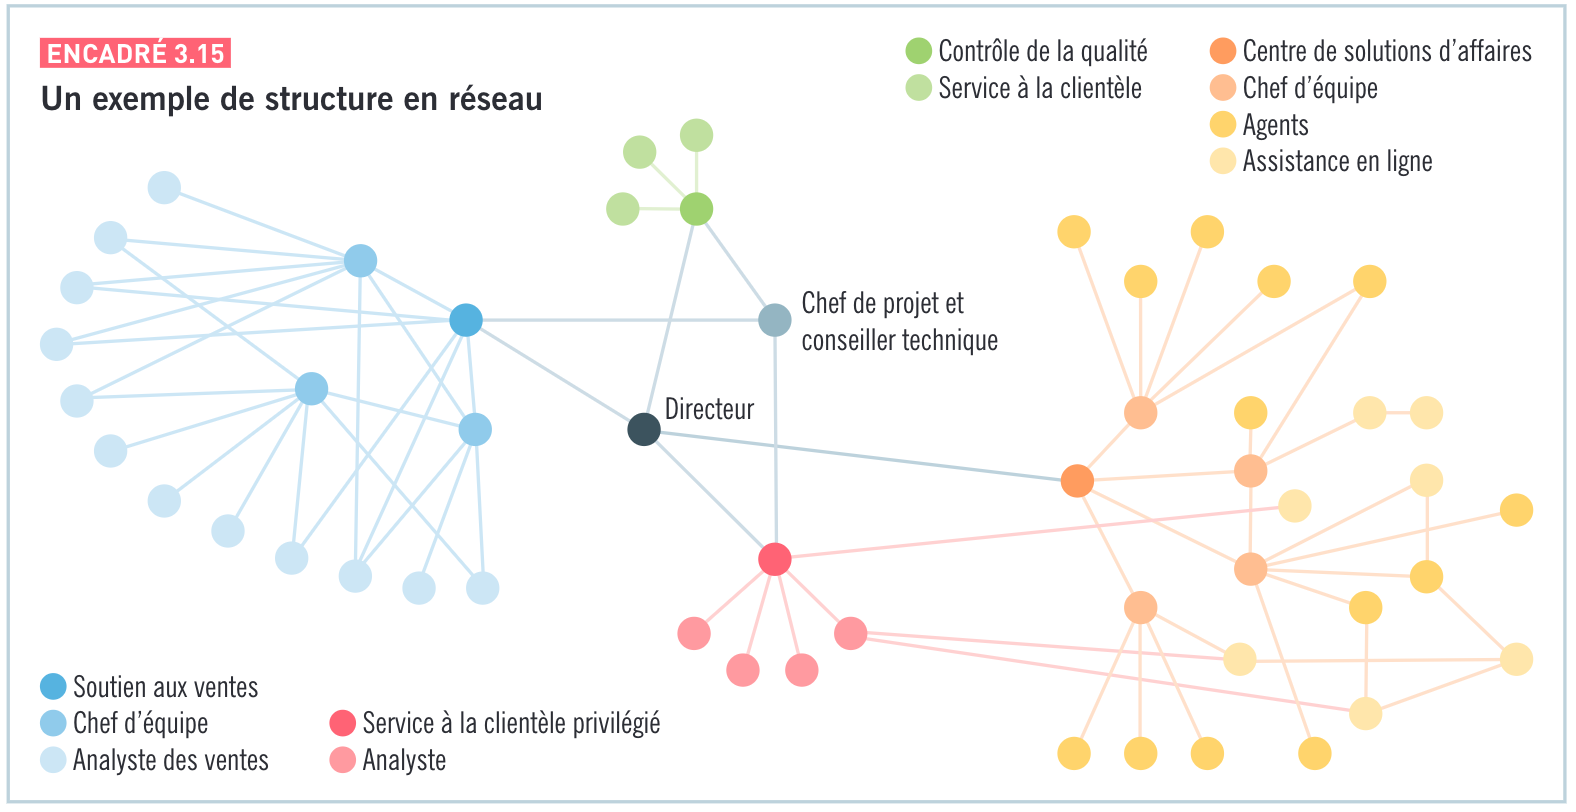 ENCADRÉ 3.15
Un exemple de structure en réseau
Contrôle de la qualité
Service à la clientèle
Centre de solutions d’affaires
Chef d’équipe
Agents
Assistance en ligne
Chef de projet et
conseiller technique
Directeur
Soutien aux ventes
Chef d’équipe
Analyste des ventes
Service à la clientèle privilégié
Analyste